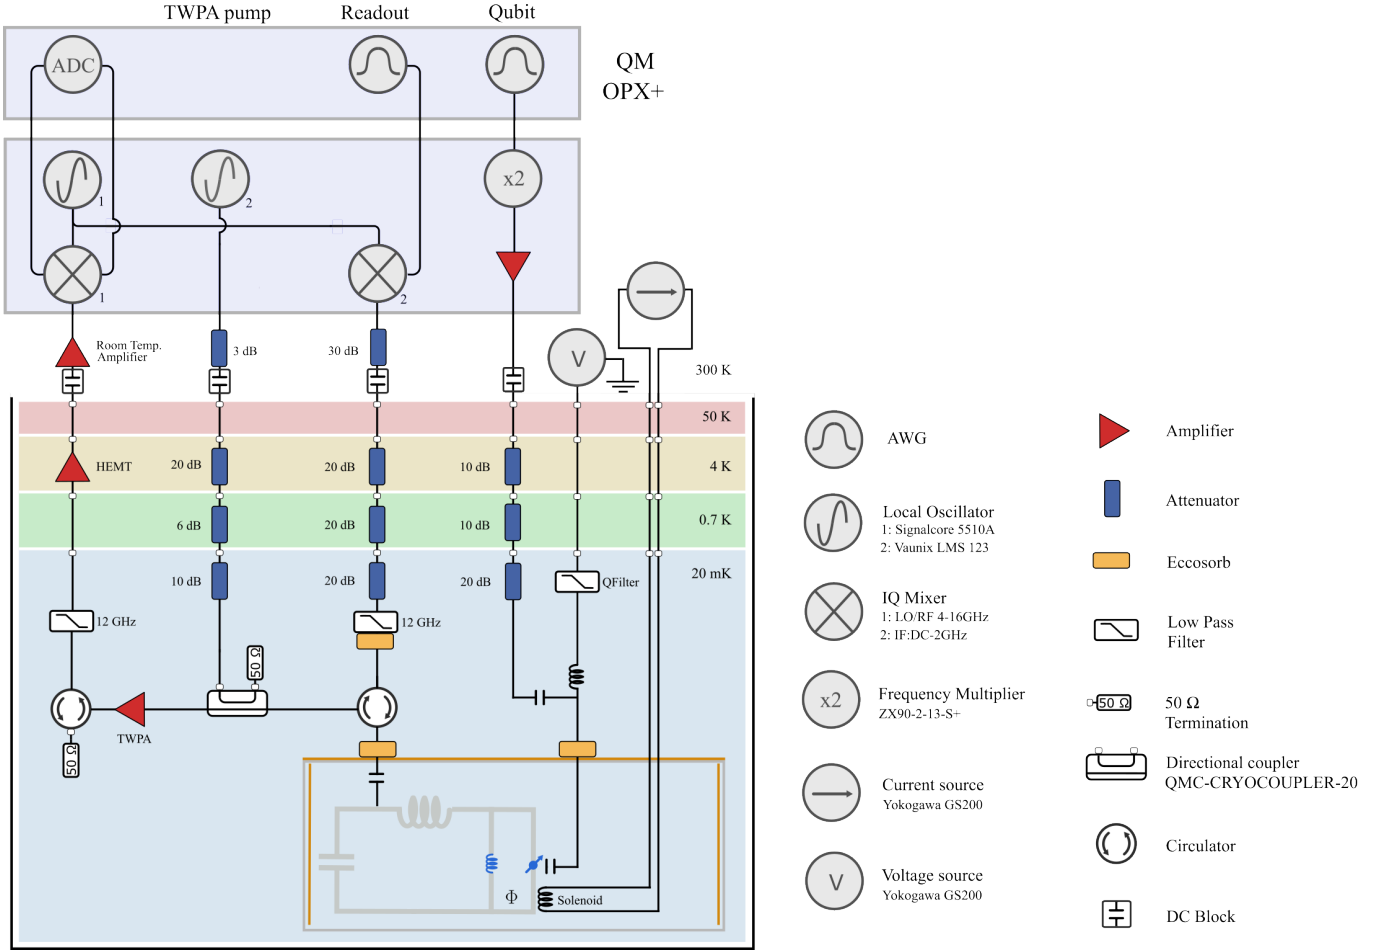 TWPA pump
Readout
Qubit
QM
OPX+
ADC
1
2
x2
1
2
Room Temp.
Amplifier
3 dB
30 dB
V
300 K
50 K
HEMT
20 dB
20 dB
10 dB
4 K
6 dB
20 dB
10 dB
0.7 K
10 dB
20 dB
20 dB
QFilter
20 mK
12 GHz
12 GHz
50 Ω
TWPA
50 Ω
Φ
Solenoid
AWG
Local Oscillator
1: Signalcore 5510A
2: Vaunix LMS 123
IQ Mixer
1: LO/RF 4-16GHz
2: IF:DC-2GHz
x2
Frequency Multiplier
ZX90-2-13-S+
Current source
Yokogawa GS200
V
Voltage source
Yokogawa GS200
Amplifier
Attenuator
Eccosorb
Low Pass
Filter
50 Ω
50 Ω
Termination
Directional coupler
QMC-CRYOCOUPLER-20
Circulator
DC Block